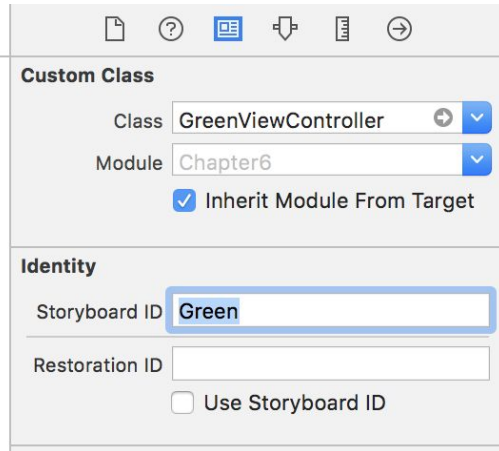 Custom Class
Class GreenViewController
Module Chapter6
Inherit Module From Target
Identity
Storyboard ID Green
Restoration ID
Use Storyboard ID